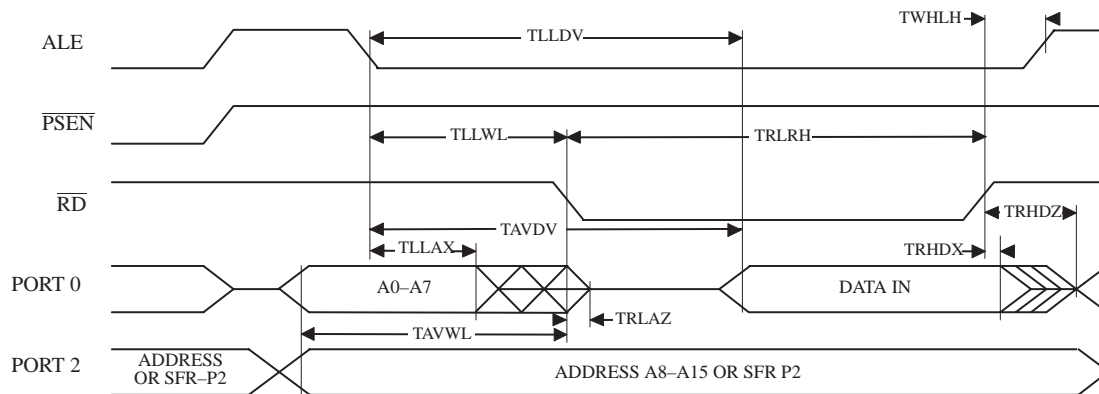 TWHLH
ALE
TLLDV
PSEN
TLLWL
TRLRH
RD
TAVDV
TRHDZ
TLLAX
TRHDX
PORT 0
A0–A7
DATA IN
TRLAZ
TAVWL
PORT 2
ADDRESS
OR SFR–P2
ADDRESS A8–A15 OR SFR P2